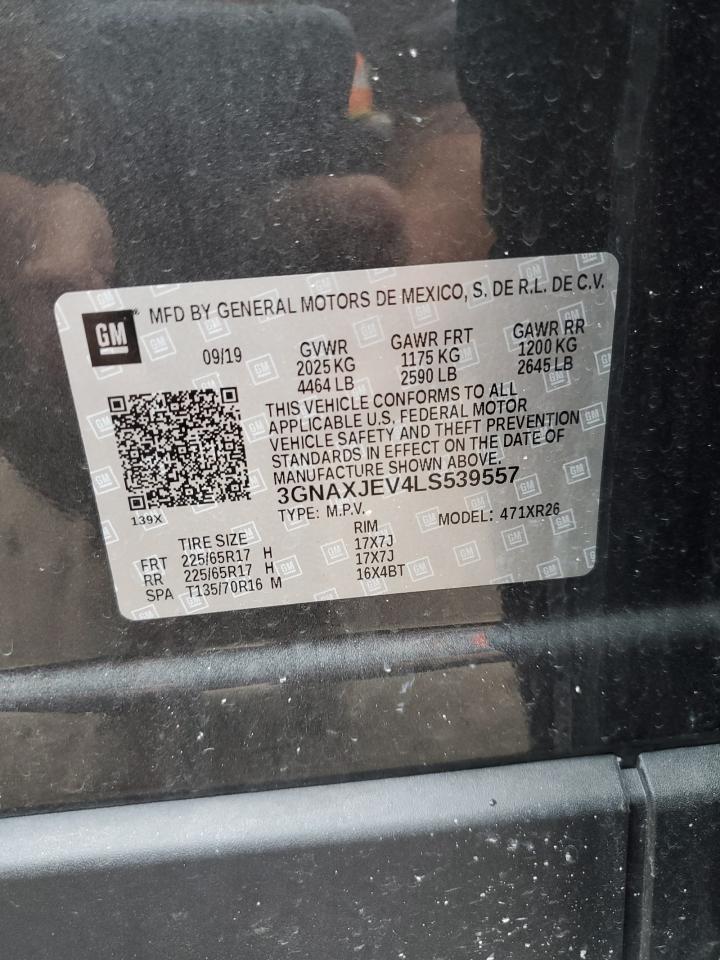 GM MFD BY GENERAL MOTORS DE MEXICO, S. DE R.L. DE C.V.
09/19 GVWR GAWR FRT GAWR RR
2025 KG 1175 KG 1200 KG
4464 LB 2590 LB 2645 LB
THIS VEHICLE CONFORMS TO ALL
APPLICABLE U.S. FEDERAL MOTOR
VEHICLE SAFETY AND THEFT PREVENTION
STANDARDS IN EFFECT ON THE DATE OF
MANUFACTURE SHOWN ABOVE.
3GNAXJEV4LS539557
139X TYPE: M.P.V. MODEL: 471XR26
TIRE SIZE RIM
FRT 225/65R17 H 17X7J
RR 225/65R17 H 17X7J
SPA T135/70R16 M 16X4BT